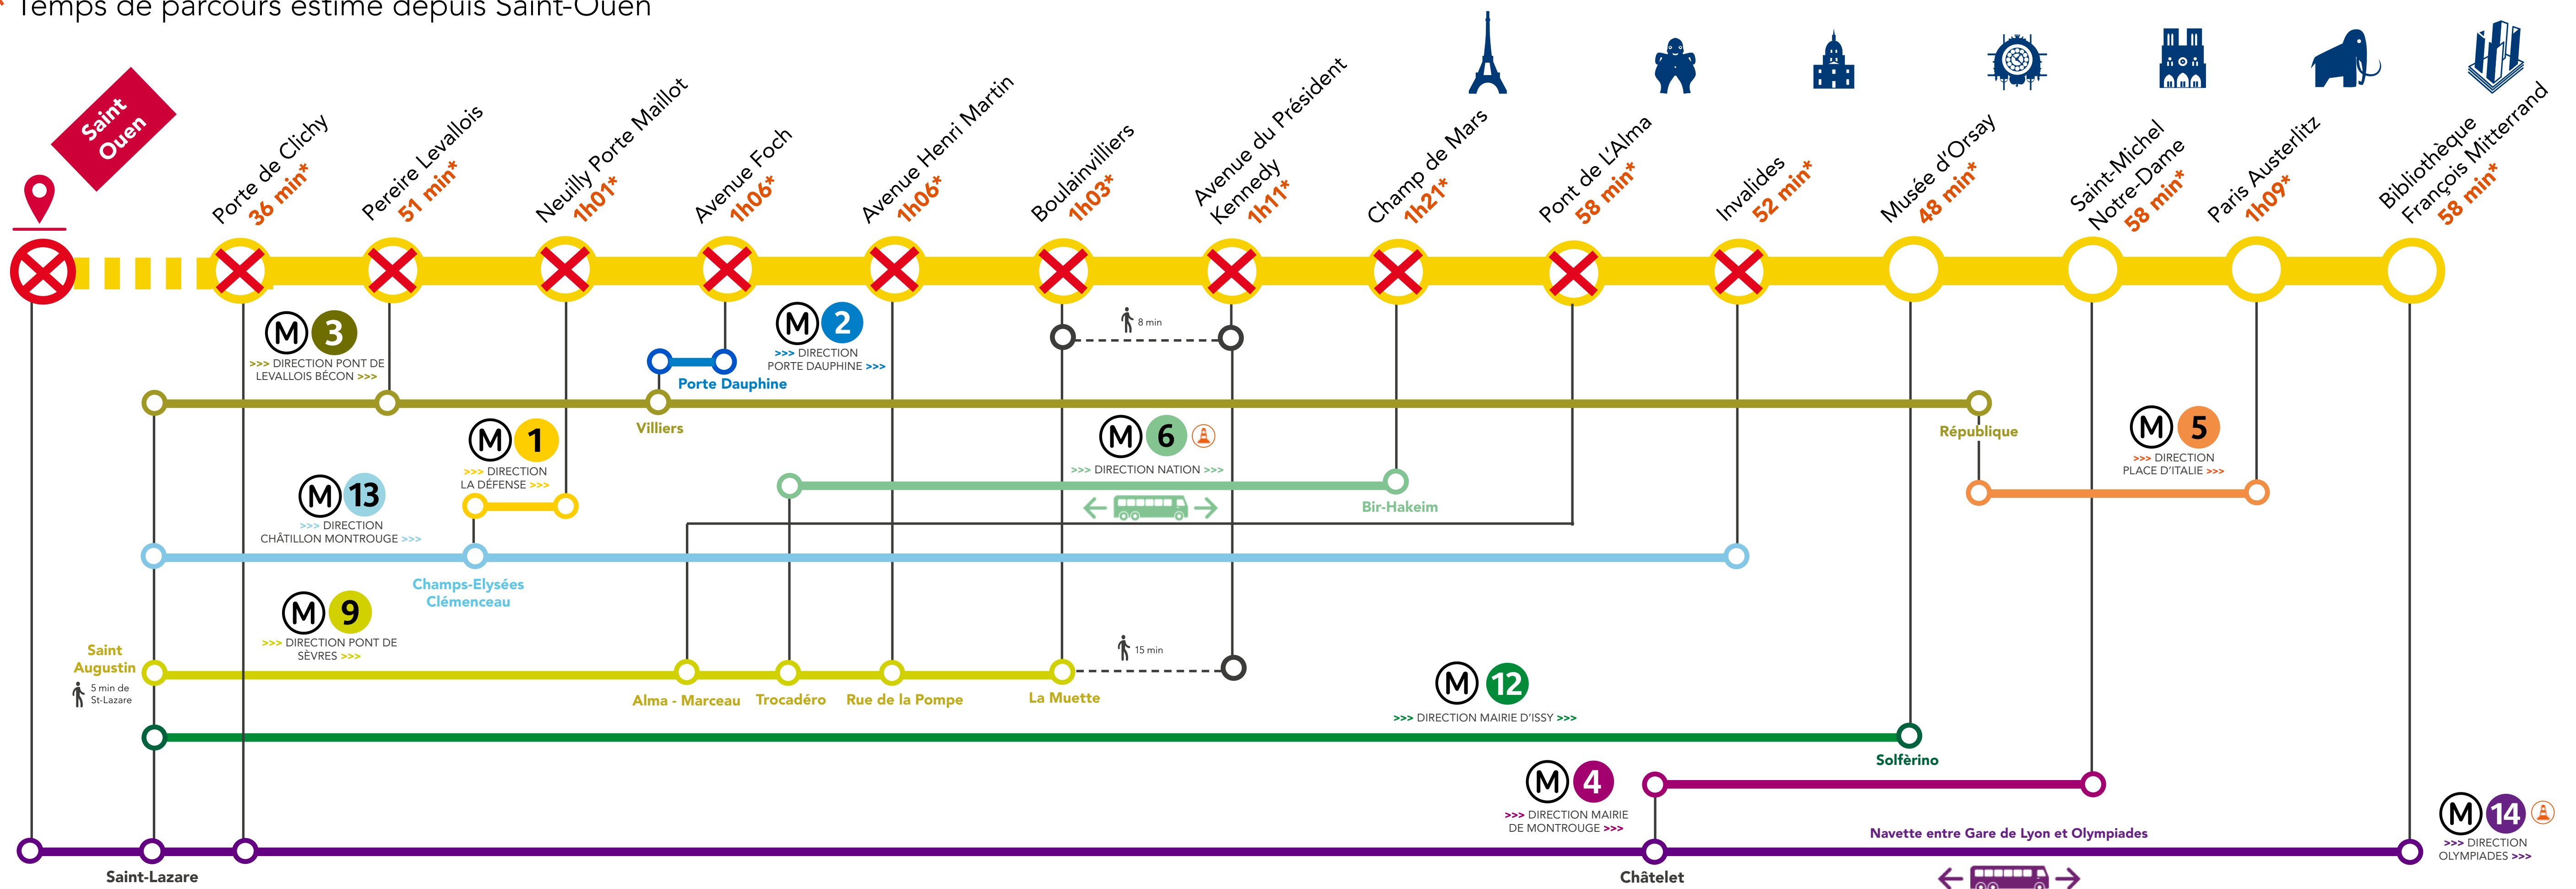 * Temps de parcours estimé depuis Saint-Ouen
Saint
Ouen
Porte de Clichy
36 min*
Pereire Levallois
51 min*
Neuilly Porte Maillot
1h01*
Avenue Foch
1h06*
Avenue Henri Martin
1h06*
Boulainvilliers
1h03*
Avenue du Président
Kennedy
1h11*
Champ de Mars
1h21*
Pont de L'Alma
58 min*
Invalides
52 min*
Musée d'Orsay
48 min*
Saint-Michel
Notre-Dame
58 min*
Paris Austerlitz
1h09*
Bibliothèque
François Mitterrand
58 min*
M 3
>>> DIRECTION PONT DE
LEVALLOIS BÉCON >>>
M 2
>>> DIRECTION
PORTE DAUPHINE >>>
Porte Dauphine
8 min
Villiers
République
M 1
>>> DIRECTION
LA DÉFENSE >>>
M 6
>>> DIRECTION NATION >>>
Bir-Hakeim
M 5
>>> DIRECTION
PLACE D'ITALIE >>>
M 13
>>> DIRECTION
CHÂTILLON MONTROUGE >>>
Champs-Elysées
Clémenceau
M 9
>>> DIRECTION PONT DE
SÈVRES >>>
Saint
Augustin
5 min de
St-Lazare
Alma - Marceau
Trocadéro
Rue de la Pompe
La Muette
15 min
M 12
>>> DIRECTION MAIRIE D'ISSY >>>
Solfèrino
M 4
>>> DIRECTION MAIRIE
DE MONTROUGE >>>
Navette entre Gare de Lyon et Olympiades
M 14
>>> DIRECTION
OLYMPIADES >>>
Saint-Lazare
Châtelet